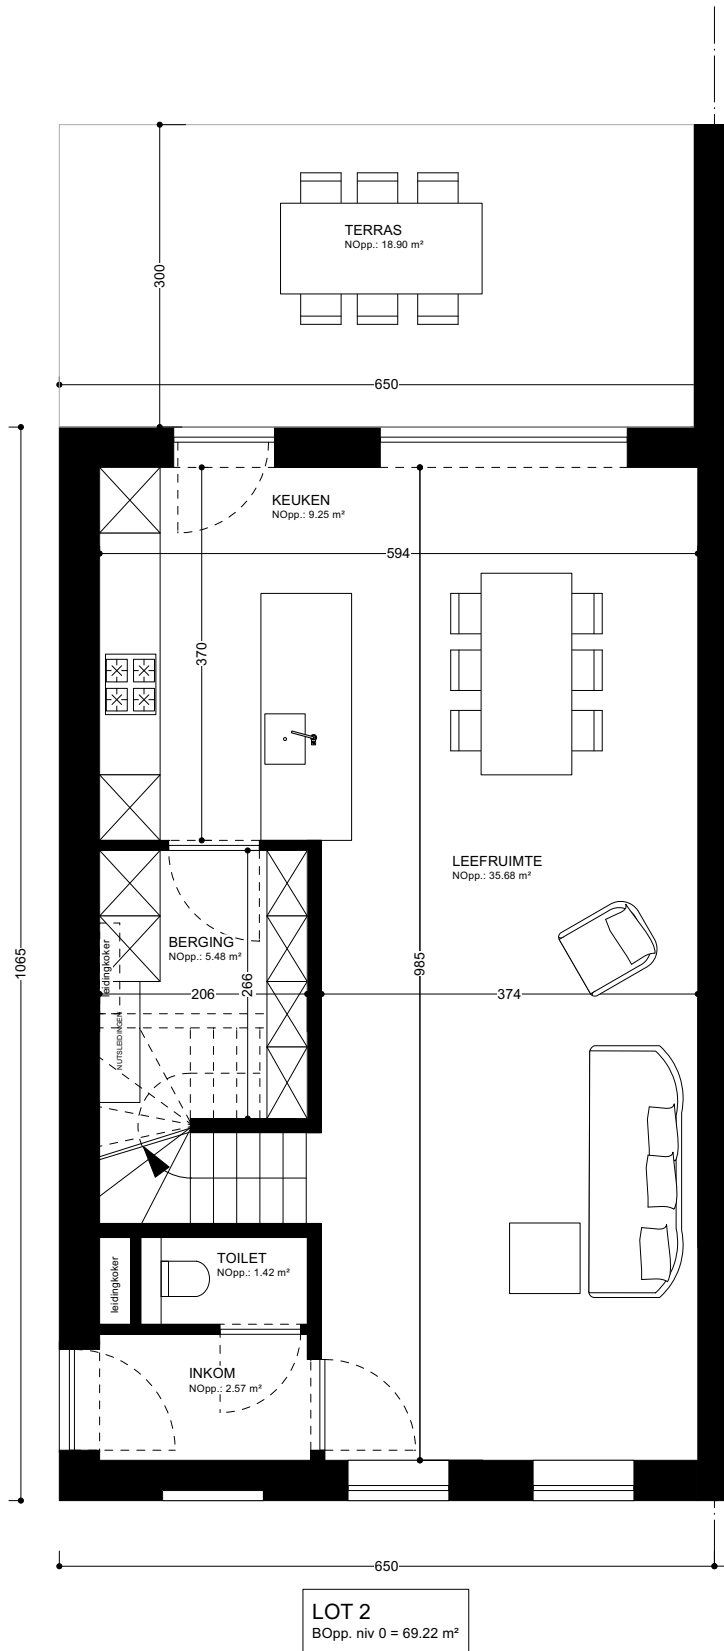 TERRAS
NOpp.: 18.90 m²
300
650
KEUKEN
NOpp.: 9.25 m²
594
370
LEEFRUIMTE
NOpp.: 35.68 m²
BERGING
NOpp.: 5.48 m²
leidingkoker
1065
985
266
206
374
NUTSLEIDINGEN
TOILET
NOpp.: 1.42 m²
leidingkoker
INKOM
NOpp.: 2.57 m²
650
LOT 2
BOpp. niv 0 = 69.22 m²